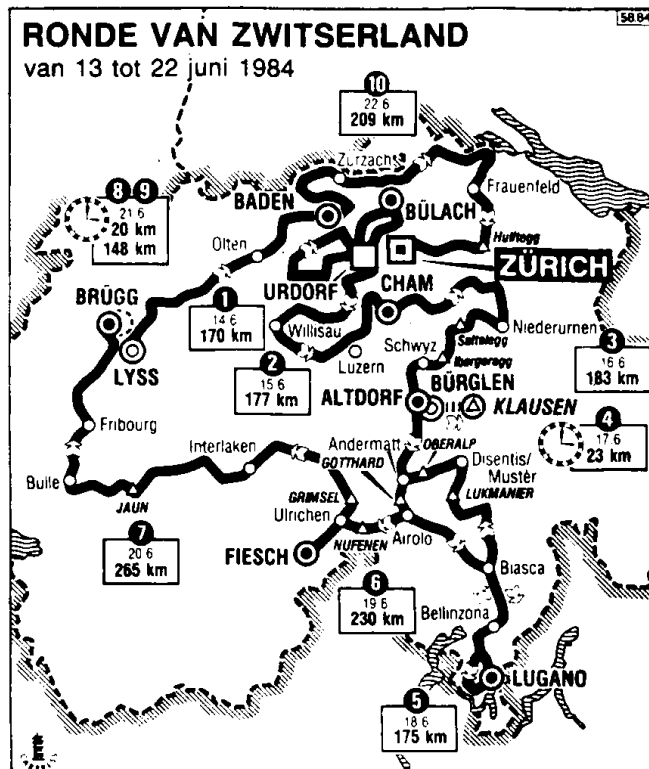 RONDE VAN ZWITSERLAND
van 13 tot 22 juni 1984
58.84
10
22 6
209 km
Zurzach
8 9
21 6
20 km
148 km
BADEN
BÜLACH
Frauenfeld
Olten
Hulftegg
ZÜRICH
URDORF
CHAM
BRÜGG
1
14 6
170 km
Willisau
Sattelegg
Niederurnen
LYSS
Luzern
Schwyz
Ibergeregg
3
16 6
183 km
2
15 6
177 km
BÜRGLEN
ALTDORF
KLAUSEN
4
17.6
23 km
Fribourg
Interlaken
Andermatt
OBERALP
GOTTHARD
Disentis/
Muster
Bulle
JAUN
GRIMSEL
LUKMANIER
Ulrichen
Airolo
NUFENEN
7
20 6
265 km
FIESCH
Biasca
6
19 6
230 km
Bellinzona
LUGANO
5
18 6
175 km